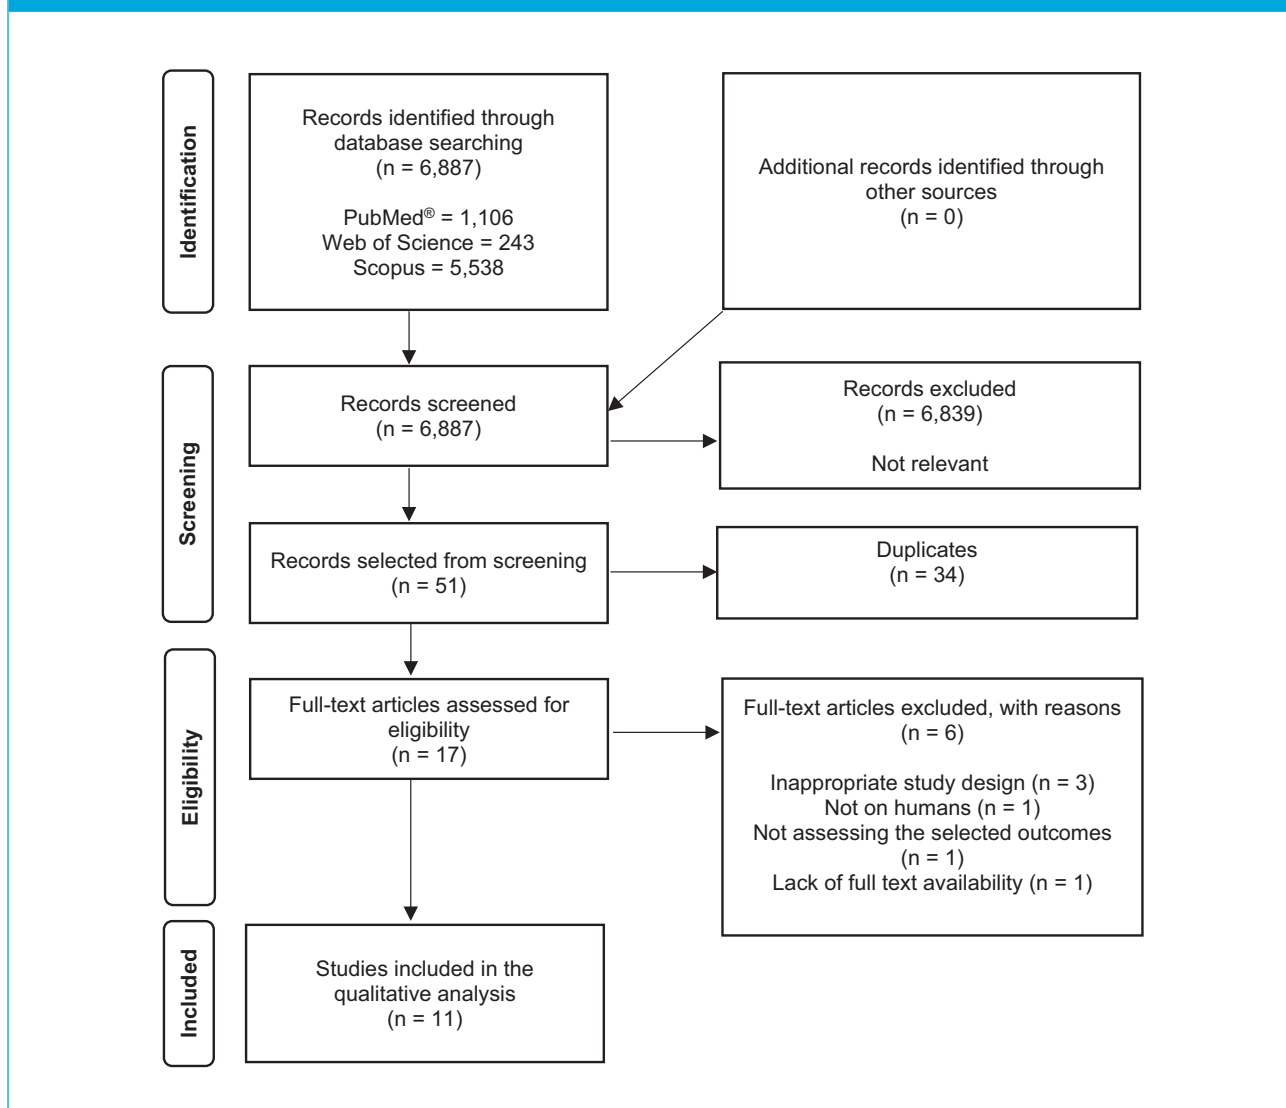 Identification
Records identified through
database searching
(n = 6,887)
PubMed® = 1,106
Web of Science = 243
Scopus = 5,538
Additional records identified through
other sources
(n = 0)
Screening
Records screened
(n = 6,887)
Records excluded
(n = 6,839)
Not relevant
Records selected from screening
(n = 51)
Duplicates
(n = 34)
Eligibility
Full-text articles assessed for
eligibility
(n = 17)
Full-text articles excluded, with reasons
(n = 6)
Inappropriate study design (n = 3)
Not on humans (n = 1)
Not assessing the selected outcomes
(n = 1)
Lack of full text availability (n = 1)
Included
Studies included in the
qualitative analysis
(n = 11)